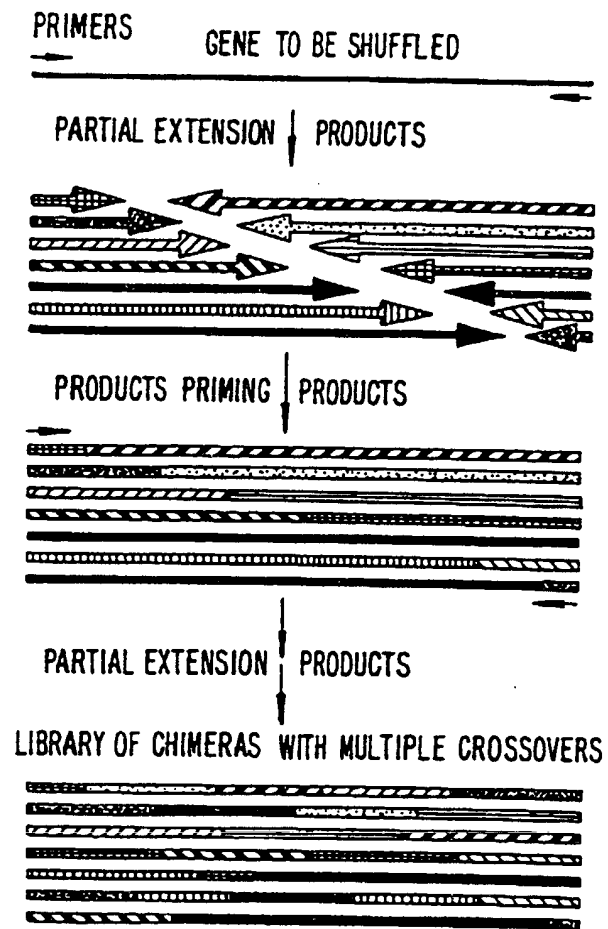 PRIMERS
GENE TO BE SHUFFLED
PARTIAL EXTENSION PRODUCTS
PRODUCTS PRIMING PRODUCTS
PARTIAL EXTENSION PRODUCTS
LIBRARY OF CHIMERAS WITH MULTIPLE CROSSOVERS